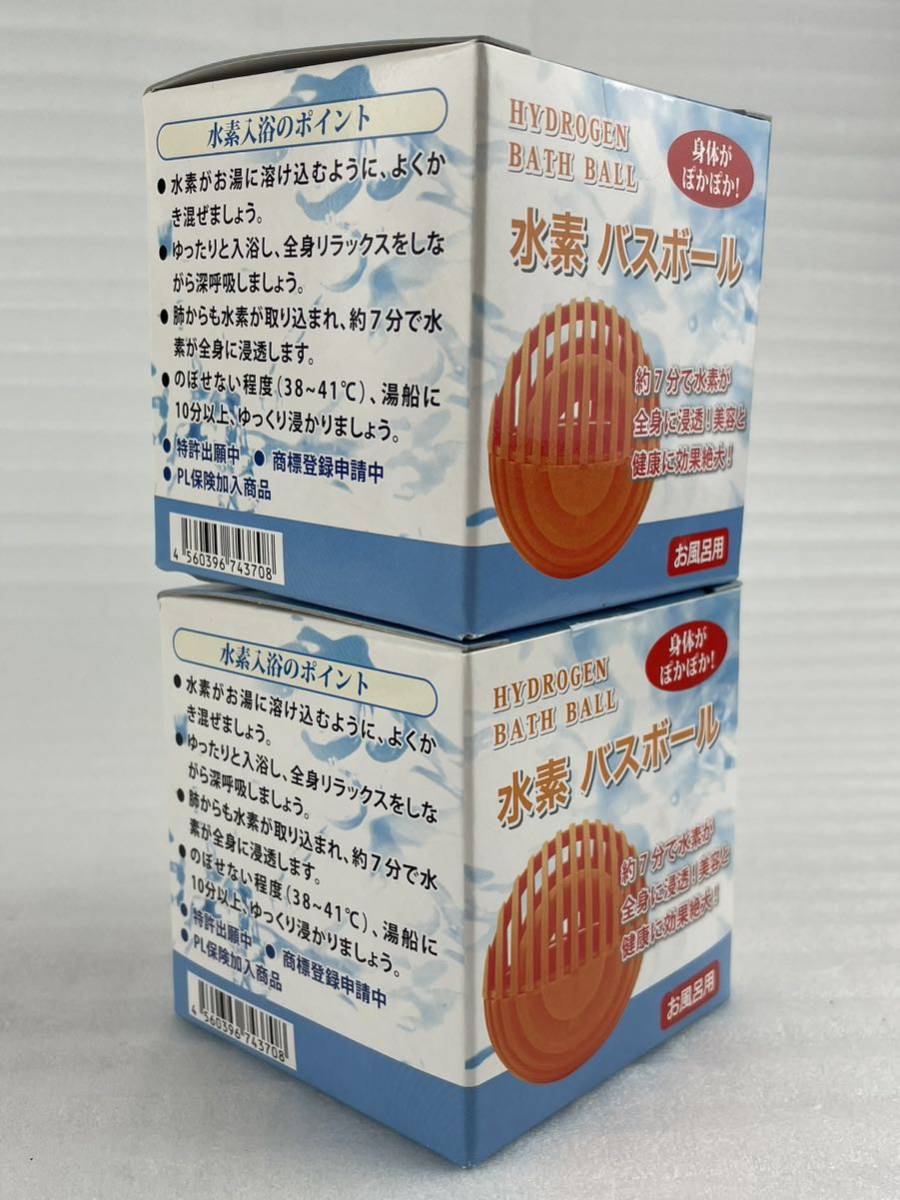 水素入浴のポイント
●水素がお湯に溶け込むように、よくか
き混ぜましょう。
●ゆったりと入浴し、全身リラックスをしな
がら深呼吸しましょう。
●肺からも水素が取り込まれ、約7分で水
素が全身に浸透します。
●のぼせない程度(38~41℃)、湯船に
10分以上、ゆっくり浸かりましょう。
●特許出願中 ●商標登録申請中
●PL保険加入商品
4 560396 743708
HYDROGEN
BATH BALL
身体が
ぽかぽか!
水素 バスボール
約7分で水素が
全身に浸透!美容と
健康に効果絶大!
お風呂用
水素入浴のポイント
●水素がお湯に溶け込むように、よくか
き混ぜましょう。
●ゆったりと入浴し、全身リラックスをしな
がら深呼吸しましょう。
●肺からも水素が取り込まれ、約7分で水
素が全身に浸透します。
●のぼせない程度(38~41℃)、湯船に
10分以上、ゆっくり浸かりましょう。
●特許出願中 ●商標登録申請中
●PL保険加入商品
4 560396 743708
HYDROGEN
BATH BALL
身体が
ぽかぽか!
水素 バスボール
約7分で水素が
全身に浸透!美容と
健康に効果絶大!
お風呂用